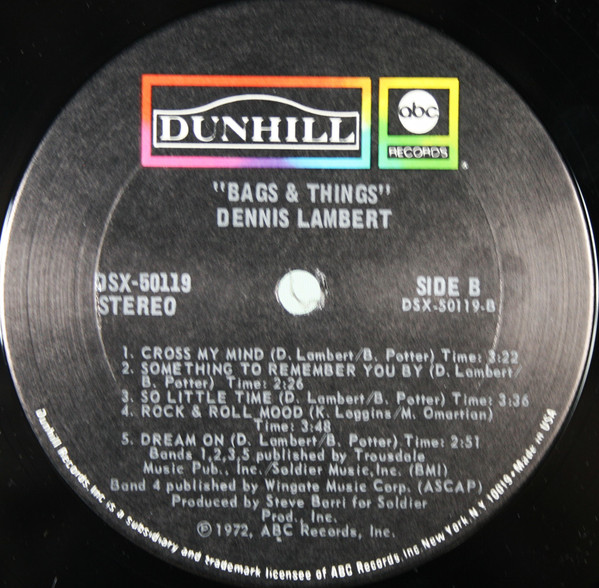 DUNHILL
abc
RECORDS
"BAGS & THINGS"
DENNIS LAMBERT
DSX-50119
STEREO
SIDE B
DSX-50119-B
1. CROSS MY MIND (D. Lambert/B. Potter) Time: 3:22
2. SOMETHING TO REMEMBER YOU BY (D. Lambert/
B. Potter) Time: 2:26
3. SO LITTLE TIME (D. Lambert/B. Potter) Time: 3:36
4. ROCK & ROLL MOOD (K. Loggins/M. Omartian)
Time: 3:48
5. DREAM ON (D. Lambert/B. Potter) Time: 2:51
Bands 1,2,3,5 published by Trousdale
Music Pub., Inc./Soldier Music, Inc. (BMI)
Band 4 published by Wingate Music Corp. (ASCAP)
Produced by Steve Barri for Soldier
Prod., Inc.
℗ 1972, ABC Records, Inc.
Dunhill Records, Inc. is a subsidiary and trademark licensee of ABC Records, Inc. New York, N.Y. 10019 • Made in USA